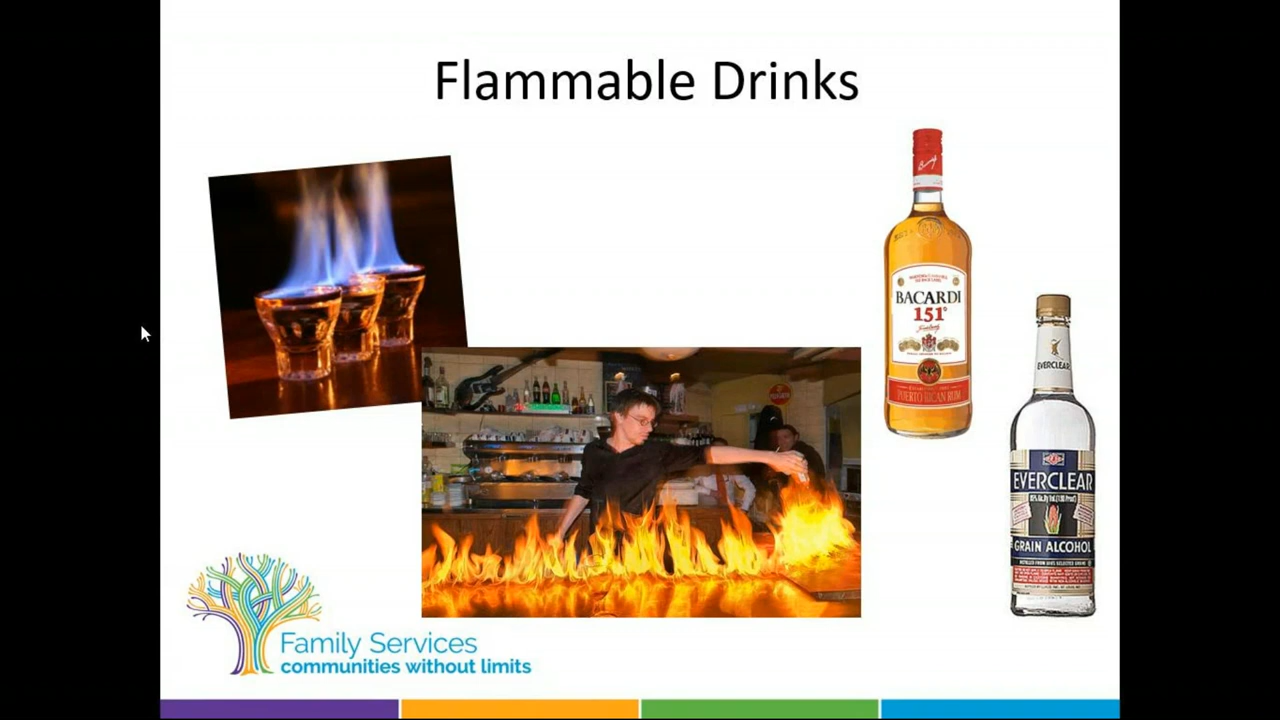 Flammable Drinks
BACARDI
151°
PUERTO RICAN RUM
EVERCLEAR
EVERCLEAR
GRAIN ALCOHOL
Family Services
communities without limits